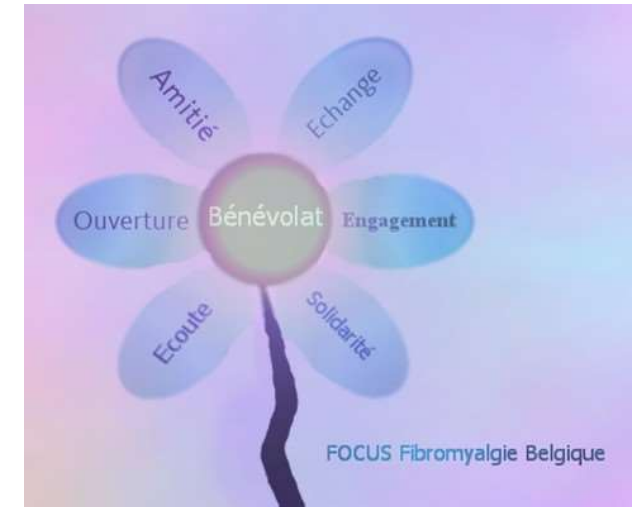 Amitié
Echange
Ouverture
Bénévolat
Engagement
Ecoute
Solidarité
FOCUS Fibromyalgie Belgique